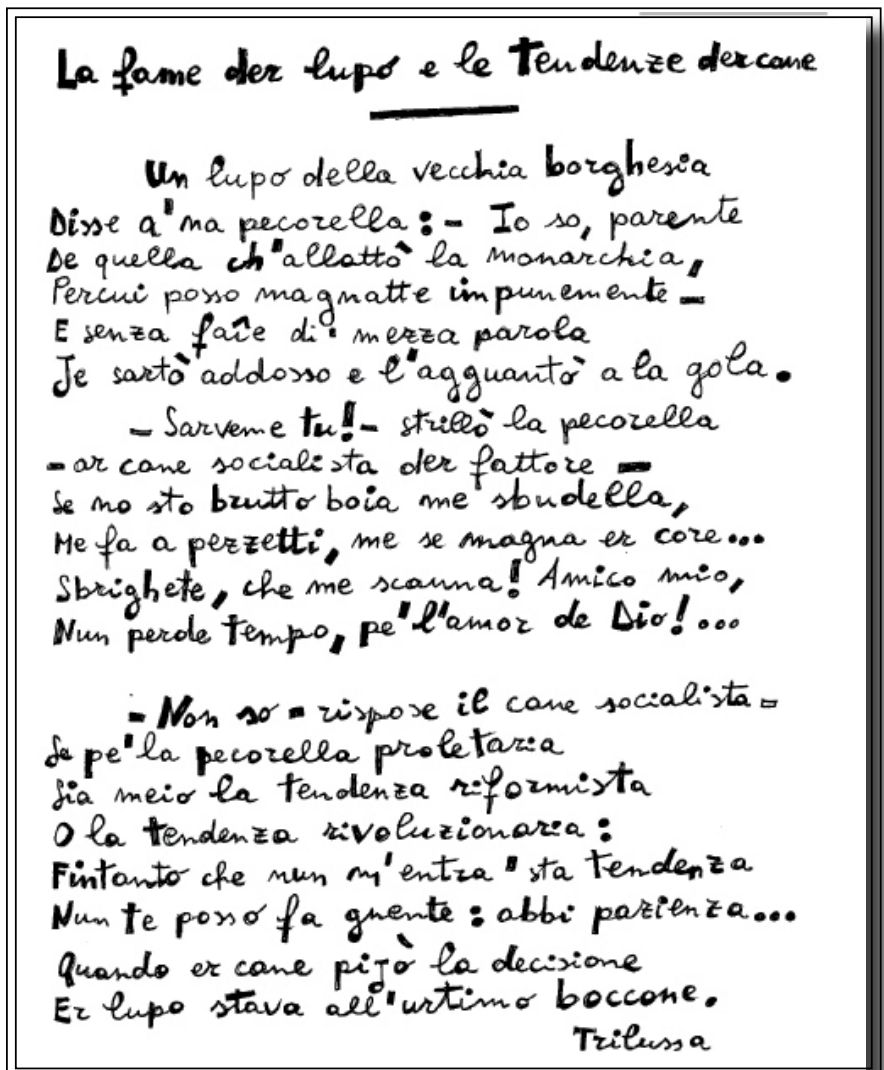 La fame der lupo e le Tendenze der cane
Un lupo della vecchia borghesia
Disse a 'na pecorella: - Io so, parente
De quella ch'allattò la monarchia,
Percui posso magnatte impunemente -
E senza faie di' mezza parola
Je sartò addosso e l'agguantò a la gola.
- Sarveme tu! - strillò la pecorella
- ar cane socialista der fattore -
Se no sto brutto boia me sbudella,
Me fa a pezzetti, me se magna er core...
Sbrighete, che me scanna! Amico mio,
Nun perde tempo, pe' l'amor de Dio!...
- Non so - rispose il cane socialista -
Se pe' la pecorella proletaria
Sia meio la tendenza riformista
O la tendenza rivoluzionaria:
Fintanto che nun m'entra 'sta tendenza
Nun te posso fa gnente: abbi pazienza...
Quando er cane pijò la decisione
Er lupo stava all'urtimo boccone.
Trilussa